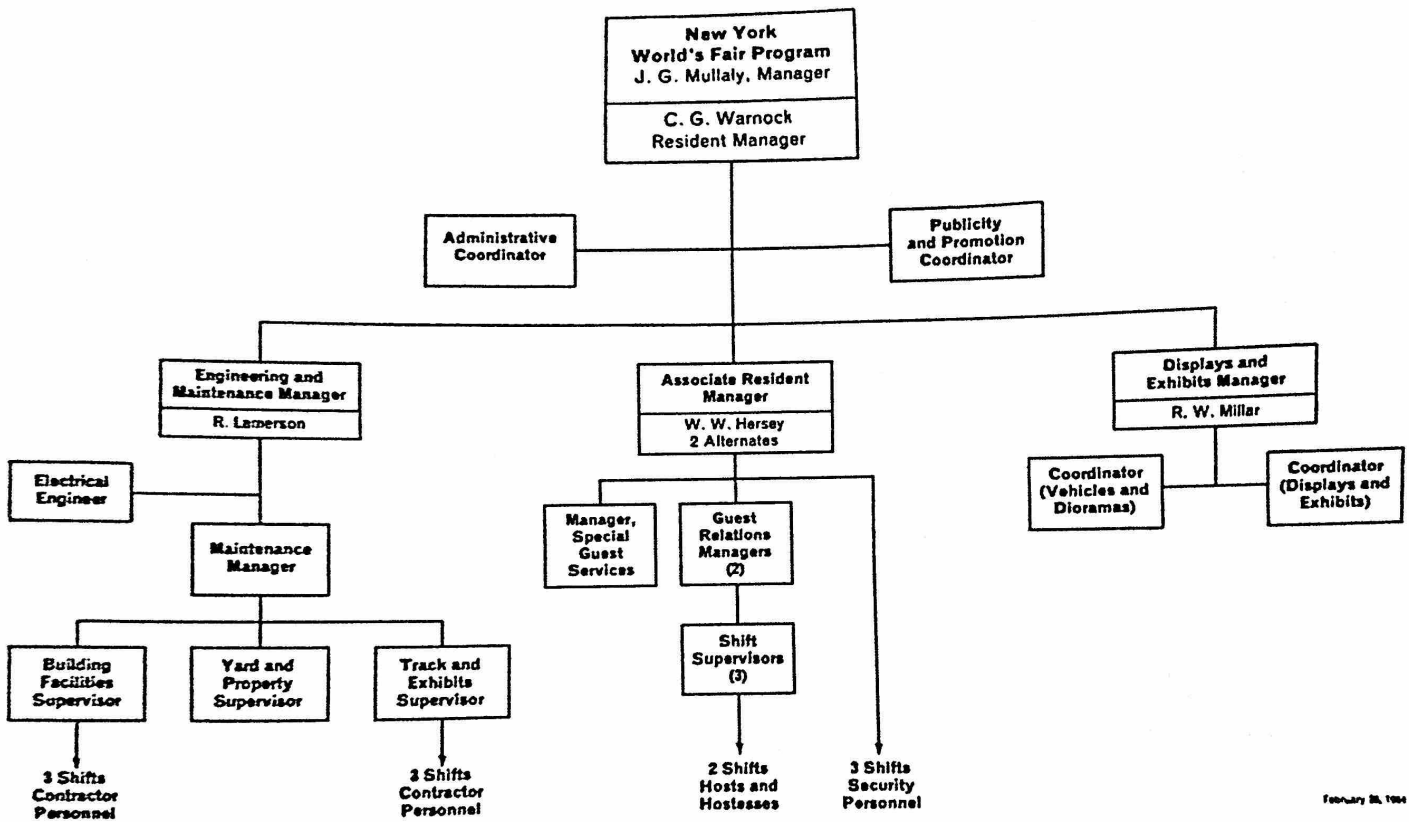 New York
World's Fair Program
J. G. Mullaly, Manager
C. G. Warnock
Resident Manager
Administrative
Coordinator
Publicity
and Promotion
Coordinator
Engineering and
Maintenance Manager
R. Lamerson
Associate Resident
Manager
W. W. Hersey
2 Alternates
Displays and
Exhibits Manager
R. W. Millar
Electrical
Engineer
Maintenance
Manager
Manager,
Special
Guest
Services
Guest
Relations
Managers
(2)
Coordinator
(Vehicles and
Dioramas)
Coordinator
(Displays and
Exhibits)
Building
Facilities
Supervisor
Yard and
Property
Supervisor
Track and
Exhibits
Supervisor
Shift
Supervisors
(3)
3 Shifts
Contractor
Personnel
Shifts
Contractor
Personnel
2 Shifts
Hosts and
Hostesses
3 Shifts
Security
Personnel
February